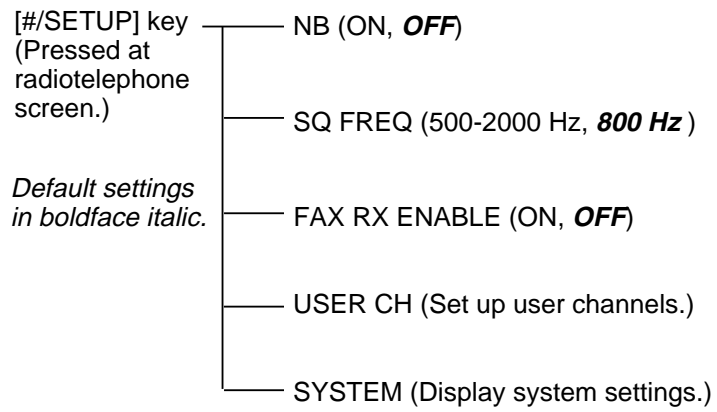 [#/SETUP] key
(Pressed at
radiotelephone
screen.)
Default settings
in boldface italic.
NB (ON, OFF)
SQ FREQ (500-2000 Hz, 800 Hz )
FAX RX ENABLE (ON, OFF)
USER CH (Set up user channels.)
SYSTEM (Display system settings.)